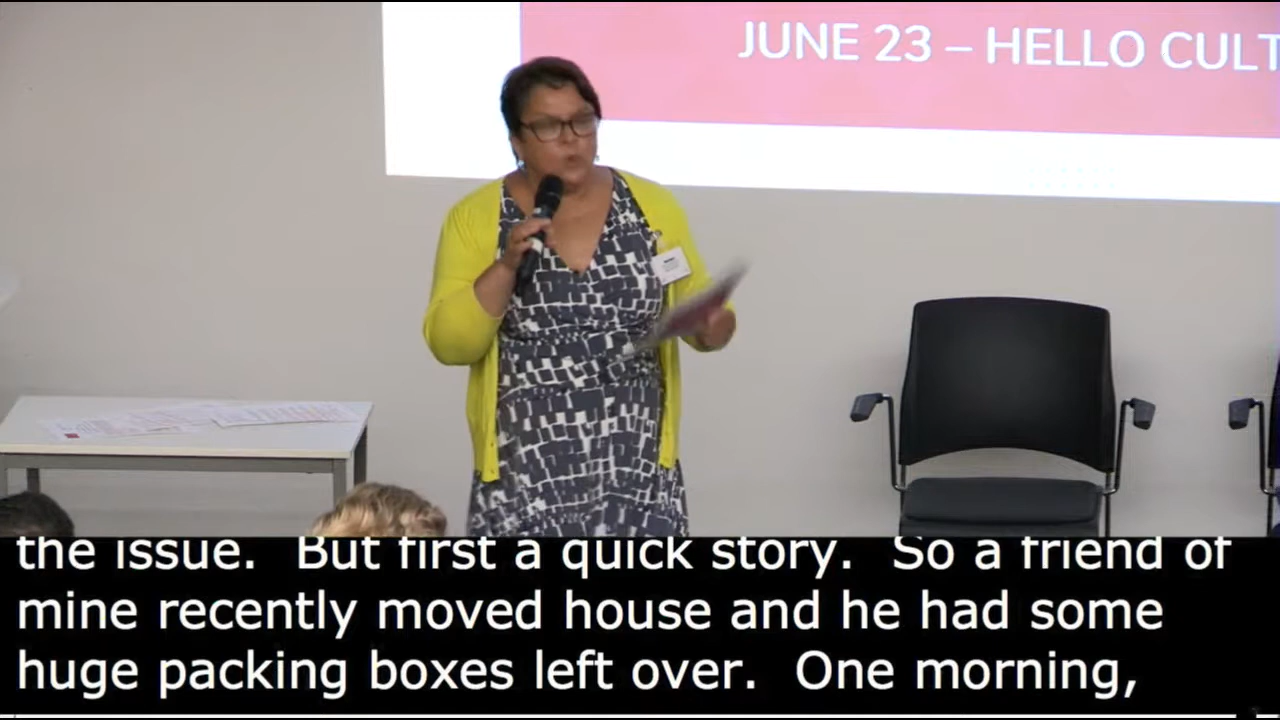 JUNE 23 – HELLO CULT
the issue.  But first a quick story.  So a friend of
mine recently moved house and he had some
huge packing boxes left over.  One morning,